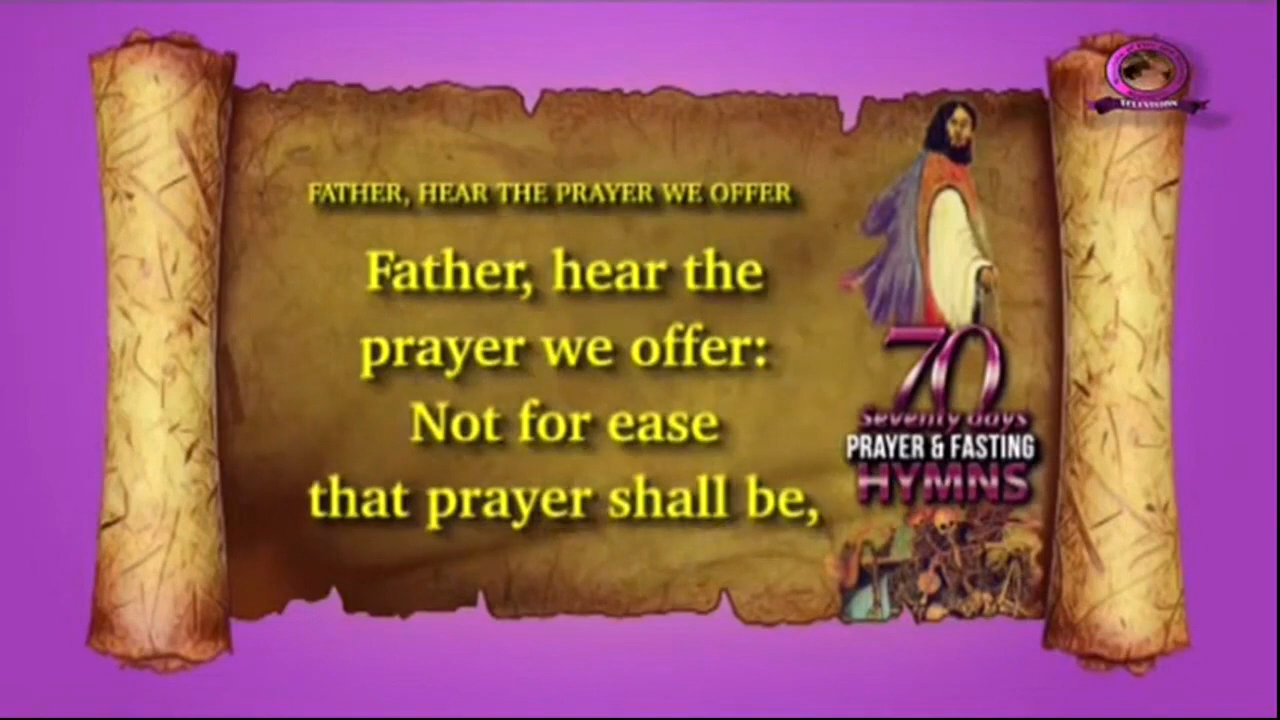 FATHER, HEAR THE PRAYER WE OFFER
Father, hear the
prayer we offer:
Not for ease
that prayer shall be,
70
Seventy days
PRAYER & FASTING
HYMNS
TELEVISION